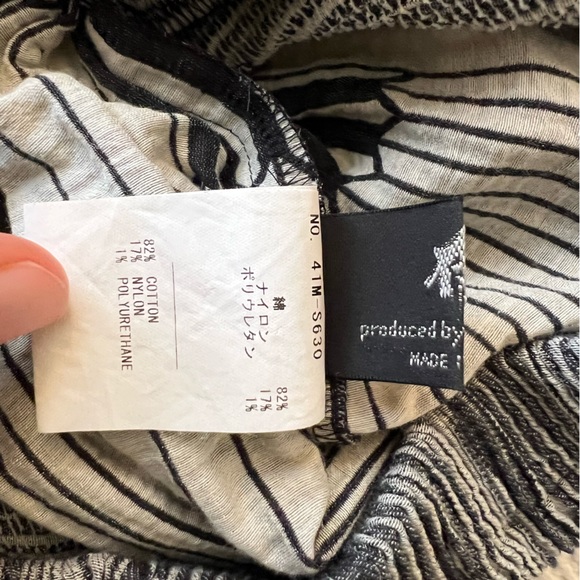 NO. 41M-S630
綿 82%
ナイロン 17%
ポリウレタン 1%
82% COTTON
17% NYLON
1% POLYURETHANE
produced by
MADE